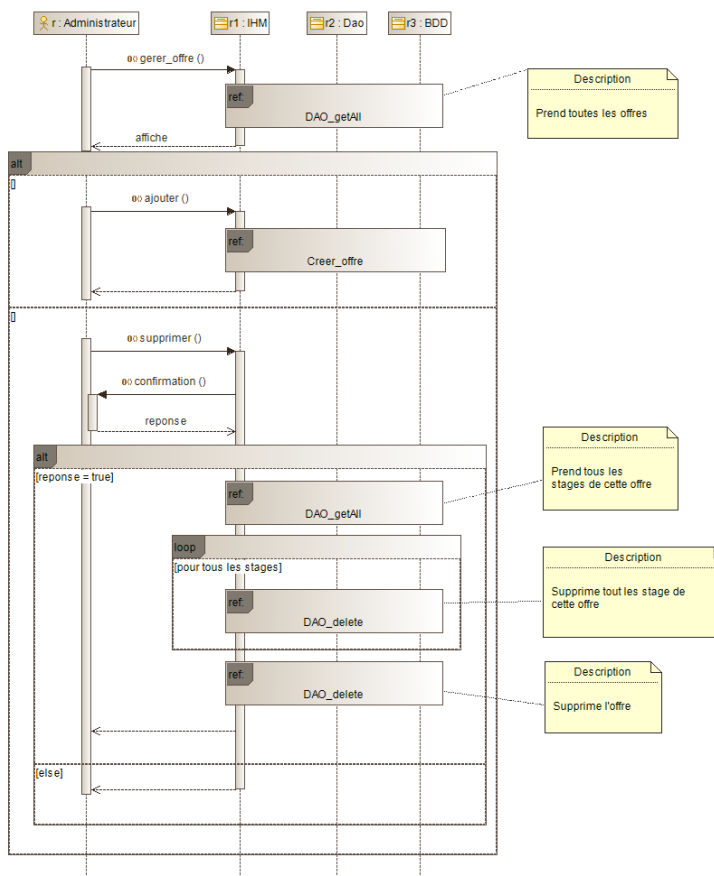 r : Administrateur
r1 : IHM
r2 : Dao
r3 : BDD
gerer_offre ()
ref:
DAO_getAll
Description
Prend toutes les offres
affiche
alt
[]
ajouter ()
ref:
Creer_offre
[]
supprimer ()
confirmation ()
reponse
alt
[reponse = true]
ref:
DAO_getAll
Description
Prend tous les
stages de cette offre
loop
[pour tous les stages]
ref:
DAO_delete
Description
Supprime tout les stage de
cette offre
ref:
DAO_delete
Description
Supprime l'offre
[else]